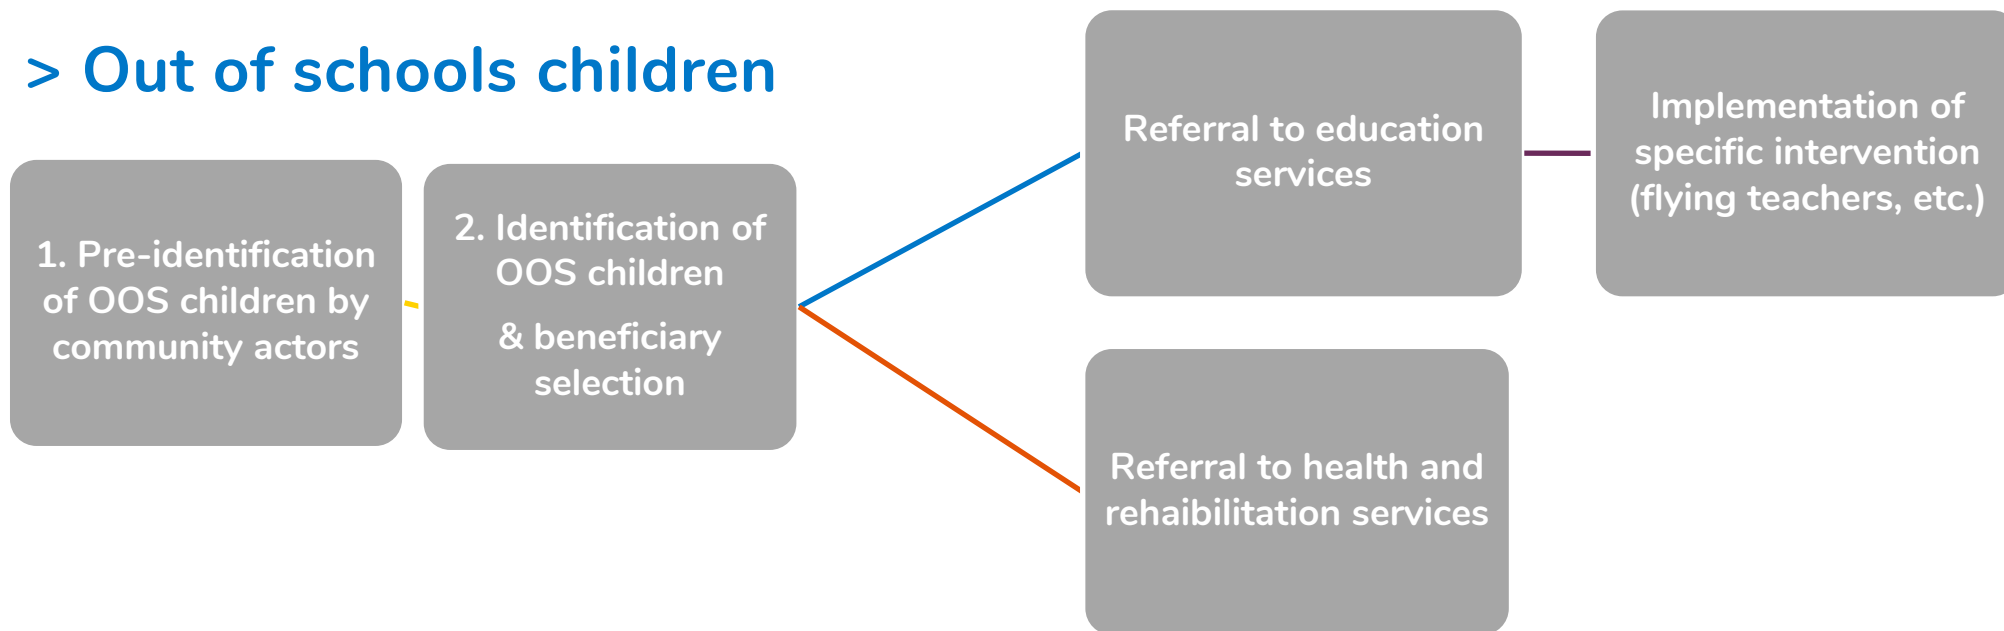 > Out of schools children
1. Pre-identification
of OOS children by
community actors
2. Identification of
OOS children
& beneficiary
selection
Referral to education
services
Implementation of
specific intervention
(flying teachers, etc.)
Referral to health and
rehaibilitation services